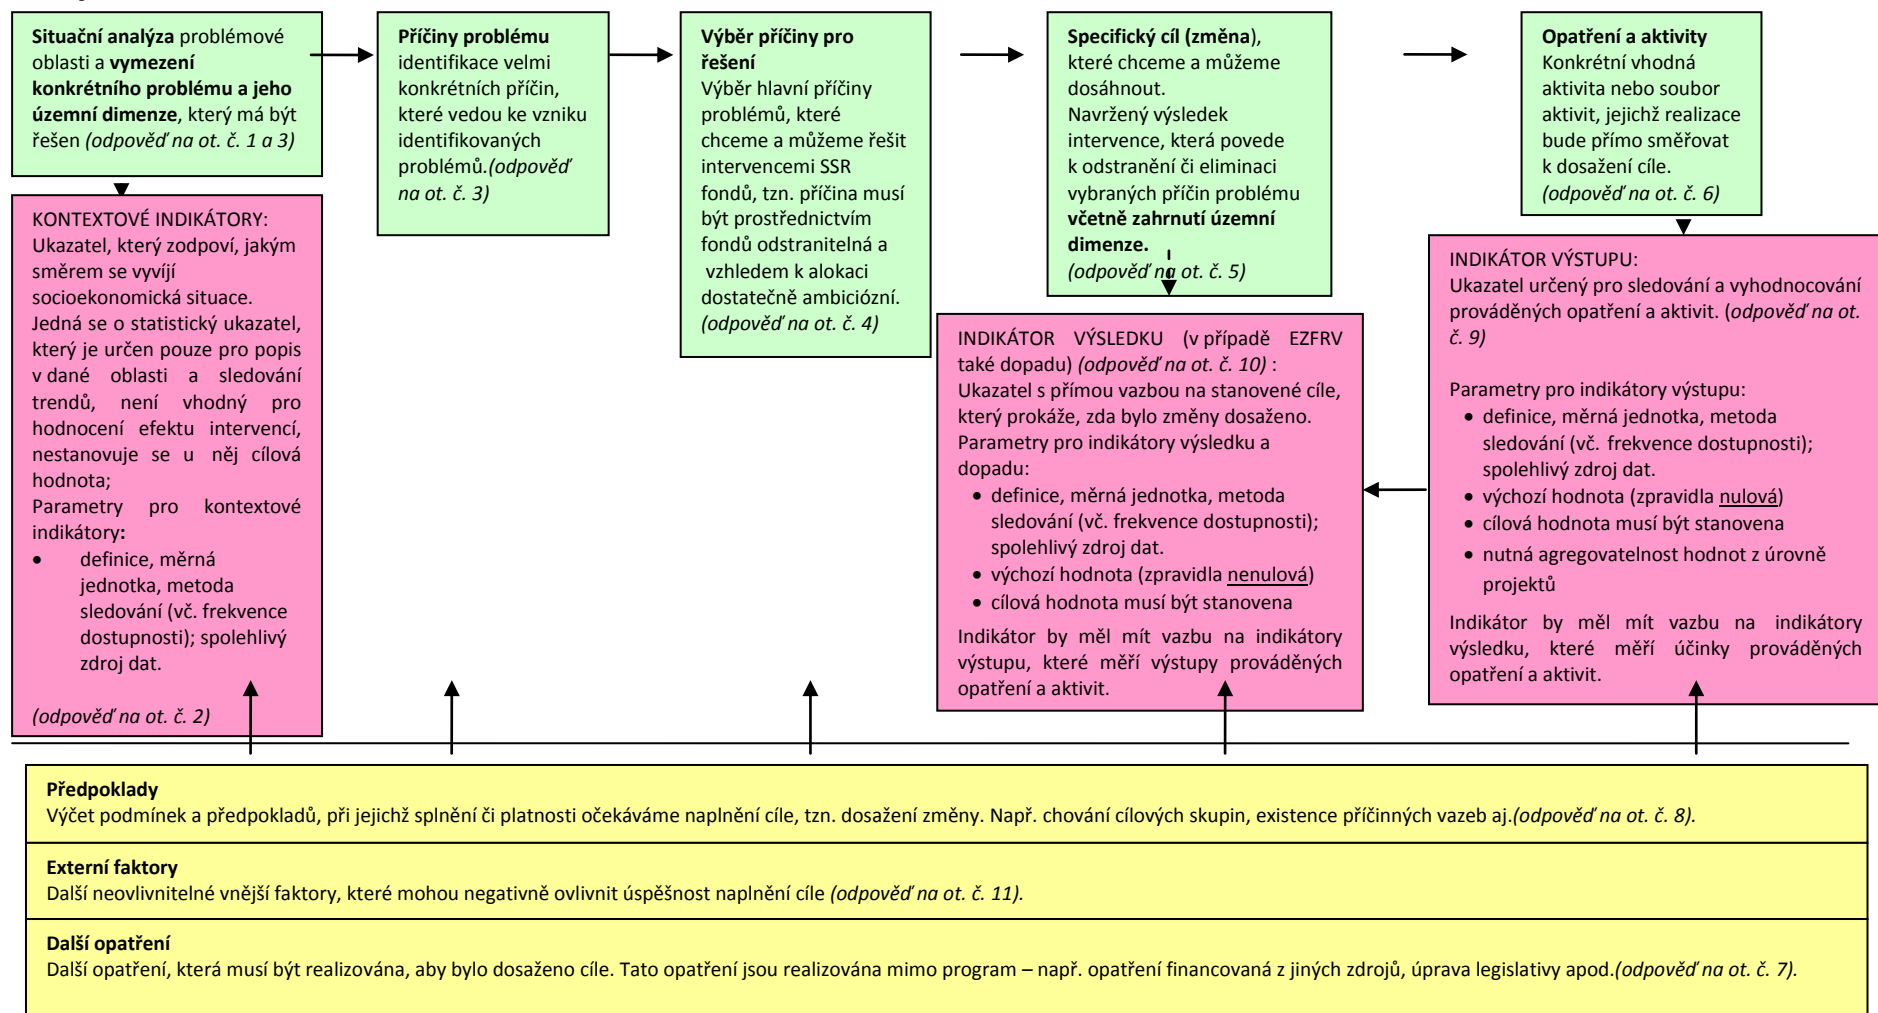 Situační analýza problémové
oblasti a vymezení
konkrétního problému a jeho
územní dimenze, který má být
řešen (odpověď na ot. č. 1 a 3)
Příčiny problému
identifikace velmi
konkrétních příčin,
které vedou ke vzniku
identifikovaných
problémů.(odpověď
na ot. č. 3)
Výběr příčiny pro
řešení
Výběr hlavní příčiny
problémů, které
chceme a můžeme řešit
intervencemi SSR
fondů, tzn. příčina musí
být prostřednictvím
fondů odstranitelná a
vzhledem k alokaci
dostatečně ambiciózní.
(odpověď na ot. č. 4)
Specifický cíl (změna),
které chceme a můžeme
dosáhnout.
Navržený výsledek
intervence, která povede
k odstranění či eliminaci
vybraných příčin problému
včetně zahrnutí územní
dimenze.
(odpověď na ot. č. 5)
Opatření a aktivity
Konkrétní vhodná
aktivita nebo soubor
aktivit, jejichž realizace
bude přímo směřovat
k dosažení cíle.
(odpověď na ot. č. 6)
KONTEXTOVÉ INDIKÁTORY:
Ukazatel, který zodpoví, jakým
směrem se vyvíjí
socioekonomická situace.
Jedná se o statistický ukazatel,
který je určen pouze pro popis
v dané oblasti a sledování
trendů, není vhodný pro
hodnocení efektu intervencí,
nestanovuje se u něj cílová
hodnota;
Parametry pro kontextové
indikátory:
• definice, měrná
jednotka, metoda
sledování (vč. frekvence
dostupnosti); spolehlivý
zdroj dat.
(odpověď na ot. č. 2)
INDIKÁTOR VÝSLEDKU (v případě EZFRV
také dopadu) (odpověď na ot. č. 10) :
Ukazatel s přímou vazbou na stanovené cíle,
který prokáže, zda bylo změny dosaženo.
Parametry pro indikátory výsledku a
dopadu:
• definice, měrná jednotka, metoda
sledování (vč. frekvence dostupnosti);
spolehlivý zdroj dat.
• výchozí hodnota (zpravidla nenulová)
• cílová hodnota musí být stanovena
Indikátor by měl mít vazbu na indikátory
výstupu, které měří výstupy prováděných
opatření a aktivit.
INDIKÁTOR VÝSTUPU:
Ukazatel určený pro sledování a vyhodnocování
prováděných opatření a aktivit. (odpověď na ot.
č. 9)
Parametry pro indikátory výstupu:
• definice, měrná jednotka, metoda
sledování (vč. frekvence dostupnosti);
spolehlivý zdroj dat.
• výchozí hodnota (zpravidla nulová)
• cílová hodnota musí být stanovena
• nutná agregovatelnost hodnot z úrovně
projektů
Indikátor by měl mít vazbu na indikátory
výsledku, které měří účinky prováděných
opatření a aktivit.
Předpoklady
Výčet podmínek a předpokladů, při jejichž splnění či platnosti očekáváme naplnění cíle, tzn. dosažení změny. Např. chování cílových skupin, existence příčinných vazeb aj.(odpověď na ot. č. 8).
Externí faktory
Další neovlivnitelné vnější faktory, které mohou negativně ovlivnit úspěšnost naplnění cíle (odpověď na ot. č. 11).
Další opatření
Další opatření, která musí být realizována, aby bylo dosaženo cíle. Tato opatření jsou realizována mimo program – např. opatření financovaná z jiných zdrojů, úprava legislativy apod.(odpověď na ot. č. 7).